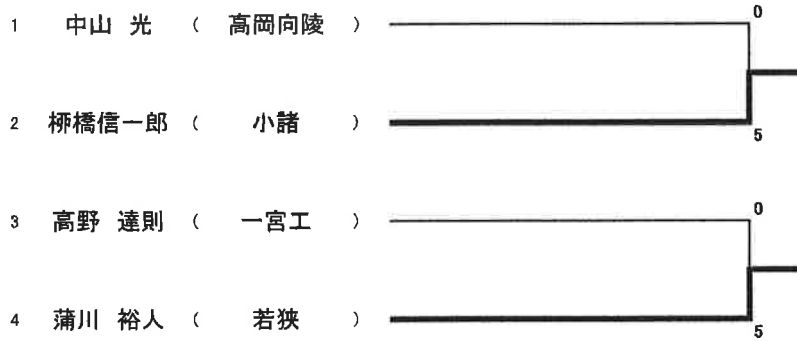 0
1 中山 光 ( 高岡向陵 )
2 柳橋信一郎 ( 小諸 )
5
0
3 高野 達則 ( 一宮工 )
4 蒲川 裕人 ( 若狭 )
5